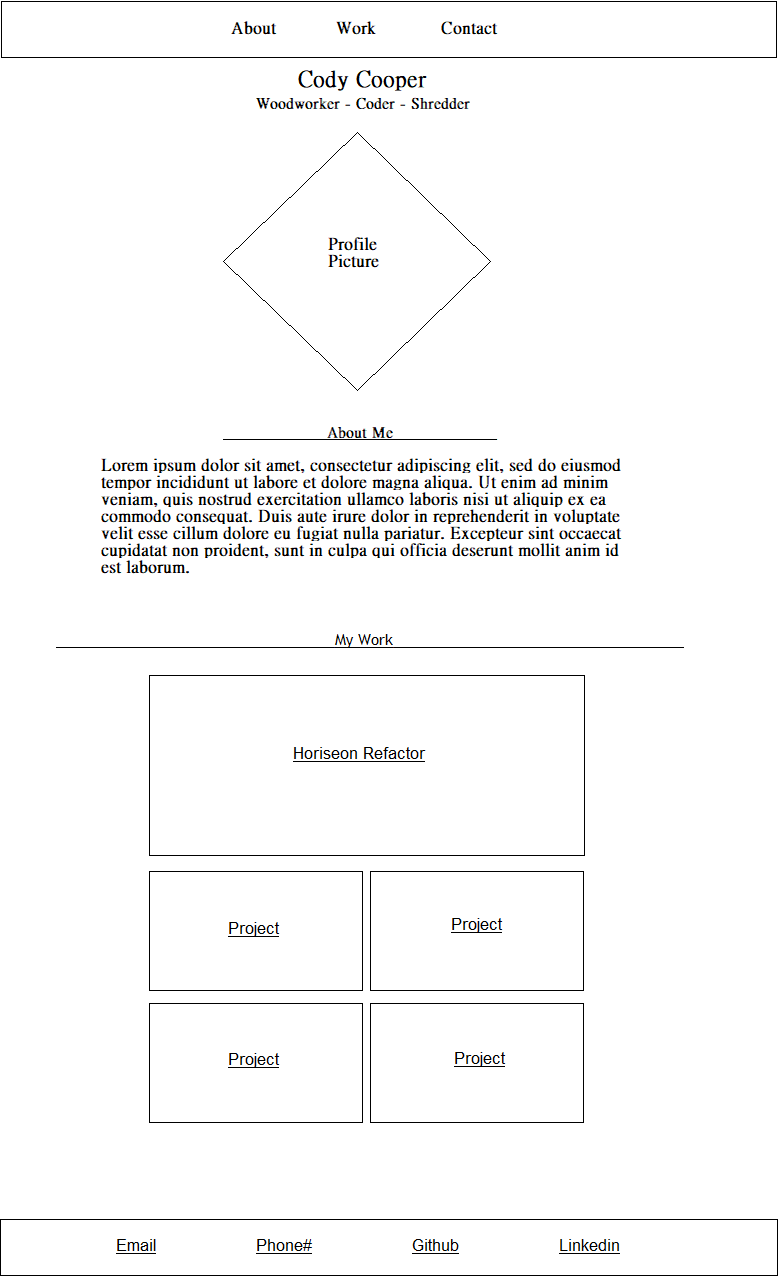 About Work Contact
Cody Cooper
Woodworker - Coder - Shredder
Profile
Picture
About Me
Lorem ipsum dolor sit amet, consectetur adipiscing elit, sed do eiusmod
tempor incididunt ut labore et dolore magna aliqua. Ut enim ad minim
veniam, quis nostrud exercitation ullamco laboris nisi ut aliquip ex ea
commodo consequat. Duis aute irure dolor in reprehenderit in voluptate
velit esse cillum dolore eu fugiat nulla pariatur. Excepteur sint occaecat
cupidatat non proident, sunt in culpa qui officia deserunt mollit anim id
est laborum.
My Work
Horiseon Refactor
Project Project
Project Project
Email Phone# Github Linkedin